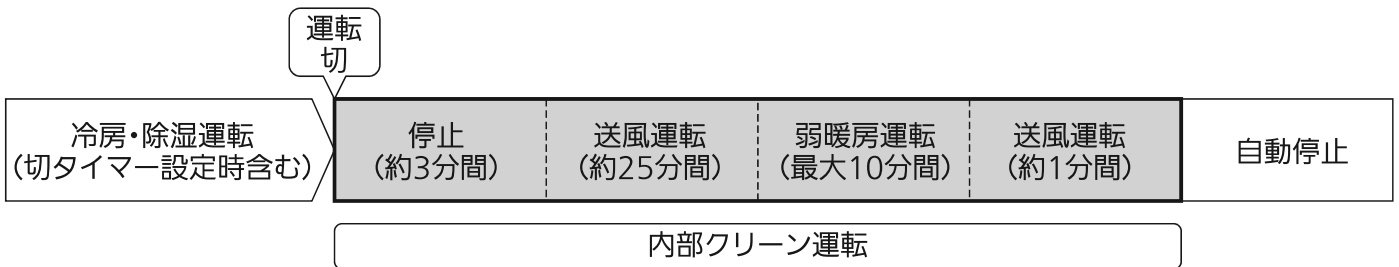 運転
切
冷房・除湿運転
(切タイマー設定時含む)
停止
(約3分間)
送風運転
(約25分間)
弱暖房運転
(最大10分間)
送風運転
(約1分間)
自動停止
内部クリーン運転